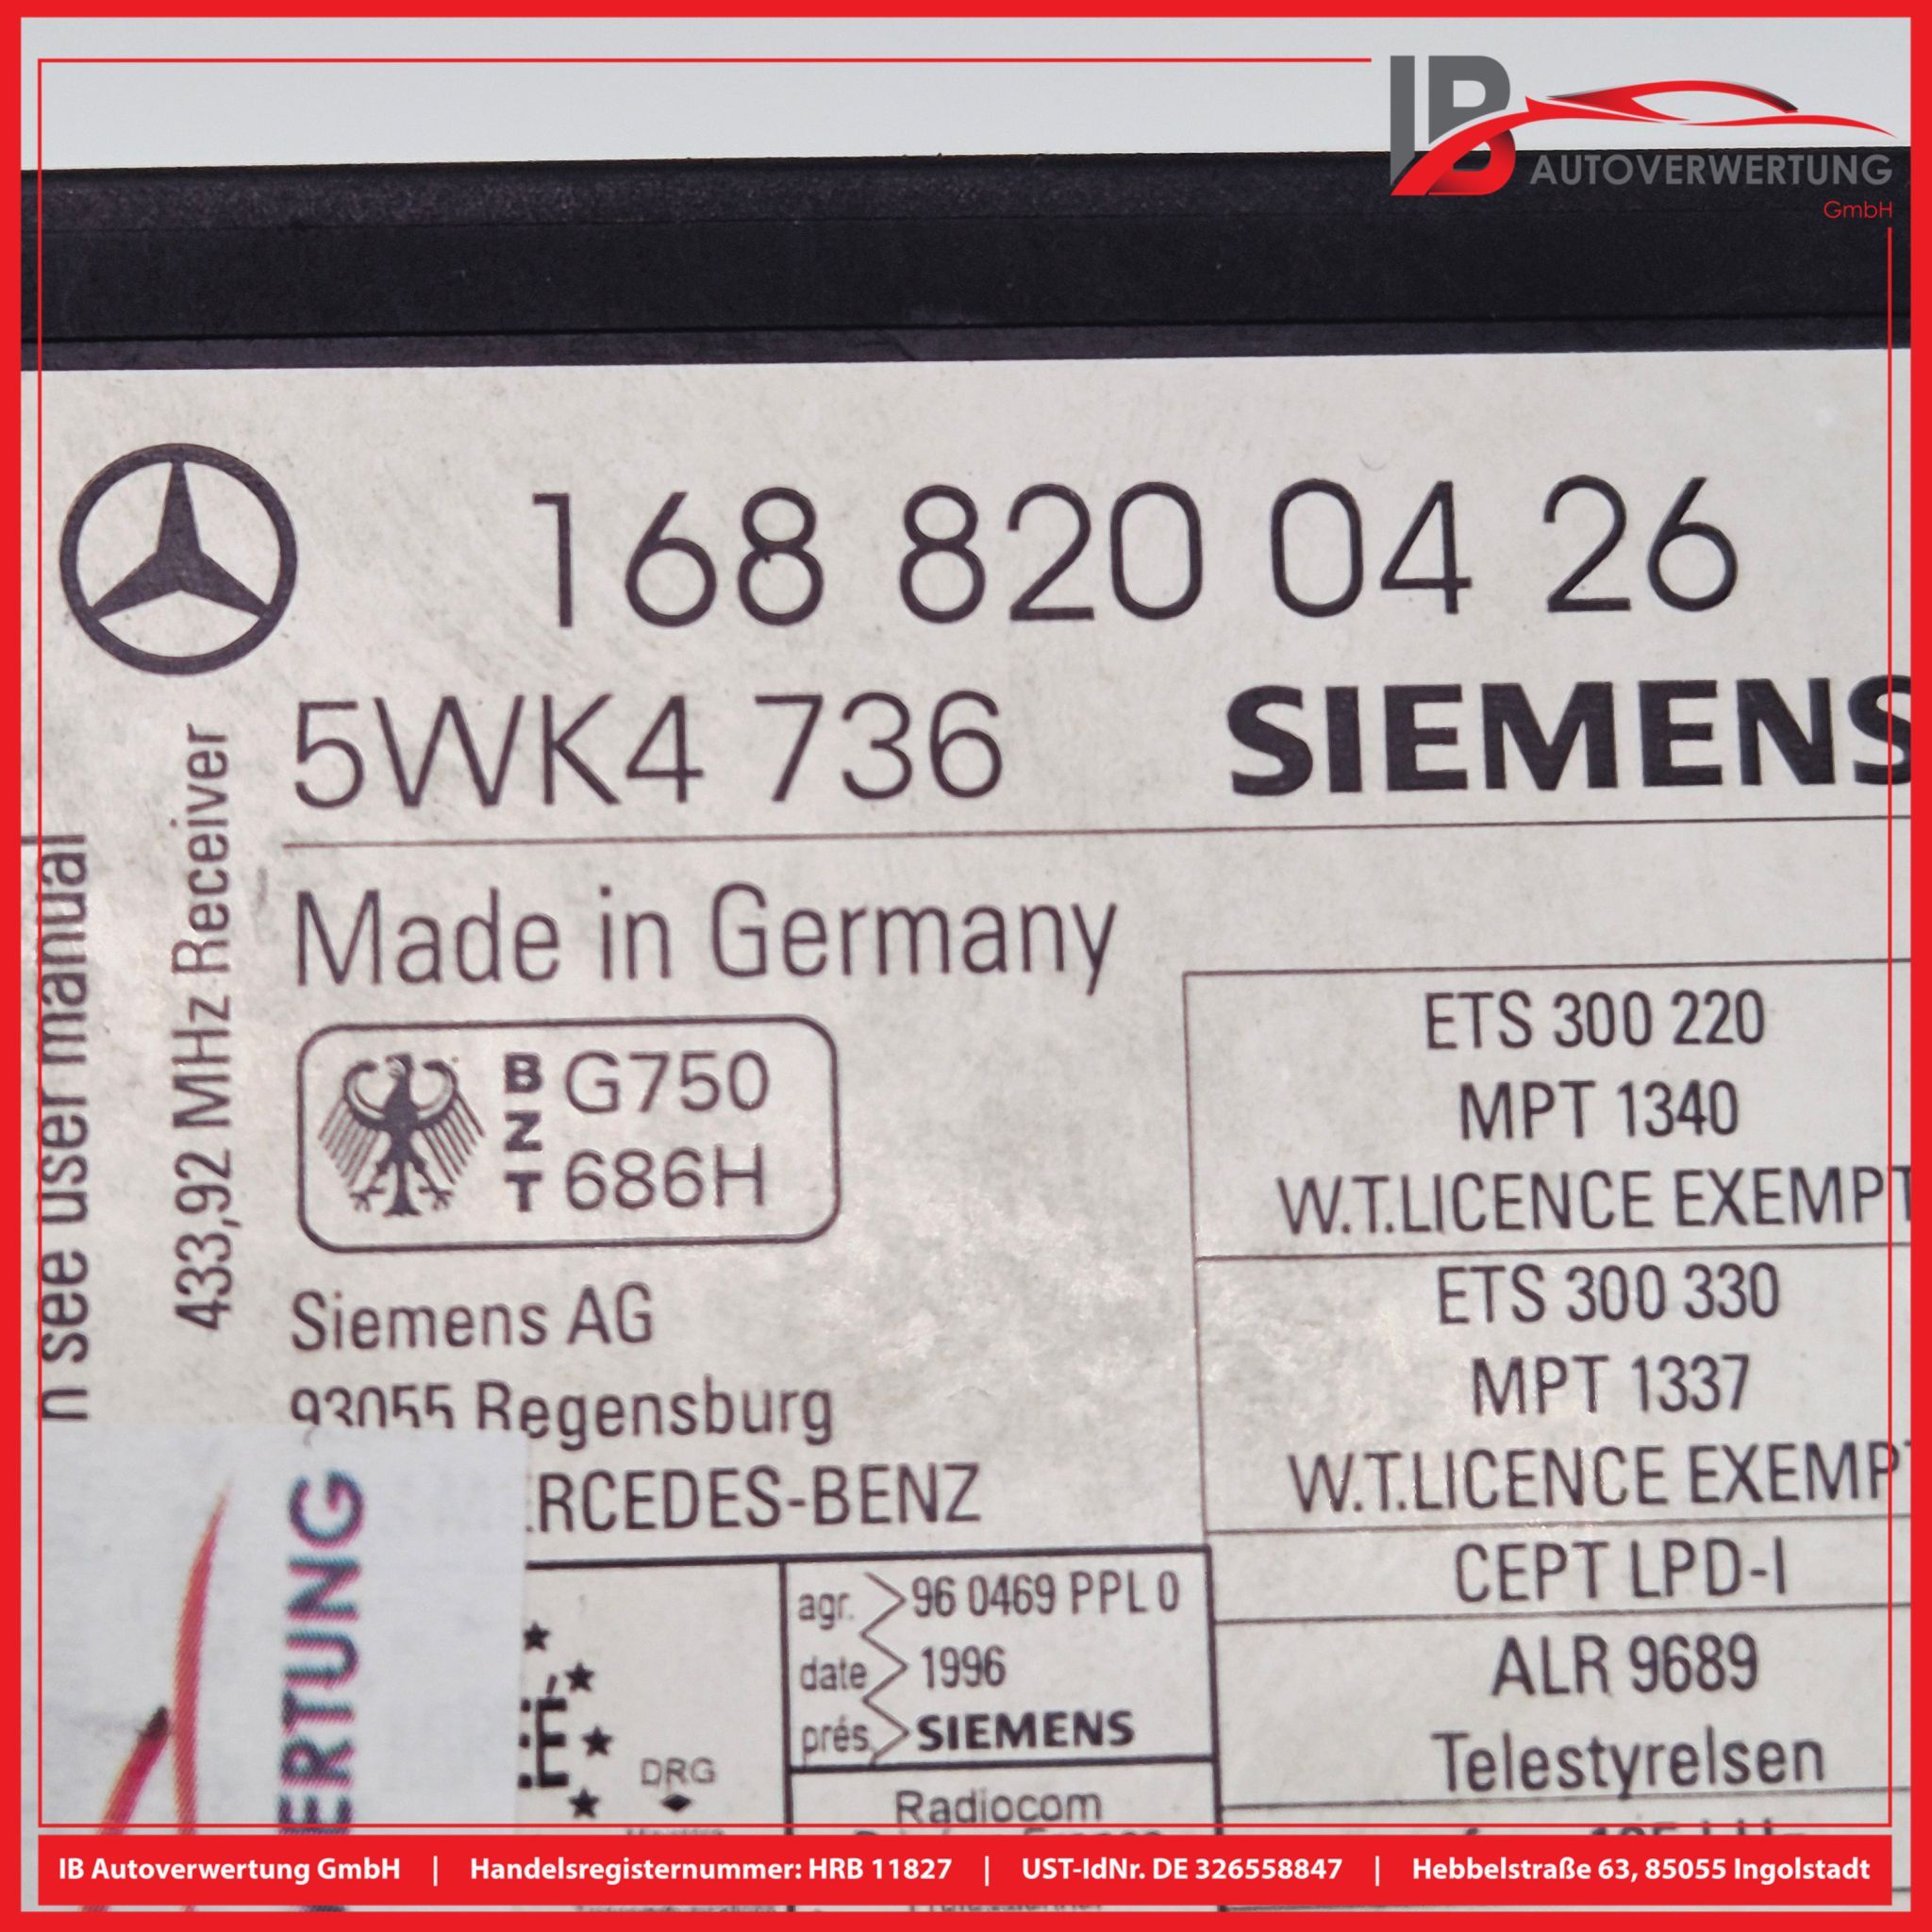 IB
AUTOVERWERTUNG
GmbH
168 820 04 26
5WK4 736
SIEMENS
n see user manual
433,92 MHz Receiver
Made in Germany
BZT G750
686H
Siemens AG
93055 Regensburg
ERCEDES-BENZ
ETS 300 220
MPT 1340
W.T.LICENCE EXEMPT
ETS 300 330
MPT 1337
W.T.LICENCE EXEMPT
CEPT LPD-I
ALR 9689
Telestyrelsen
agr. 96 0469 PPL 0
date 1996
prés. SIEMENS
DRG
Radiocom
ERTUNG
IB Autoverwertung GmbH | Handelsregisternummer: HRB 11827 | UST-IdNr. DE 326558847 | Hebbelstraße 63, 85055 Ingolstadt